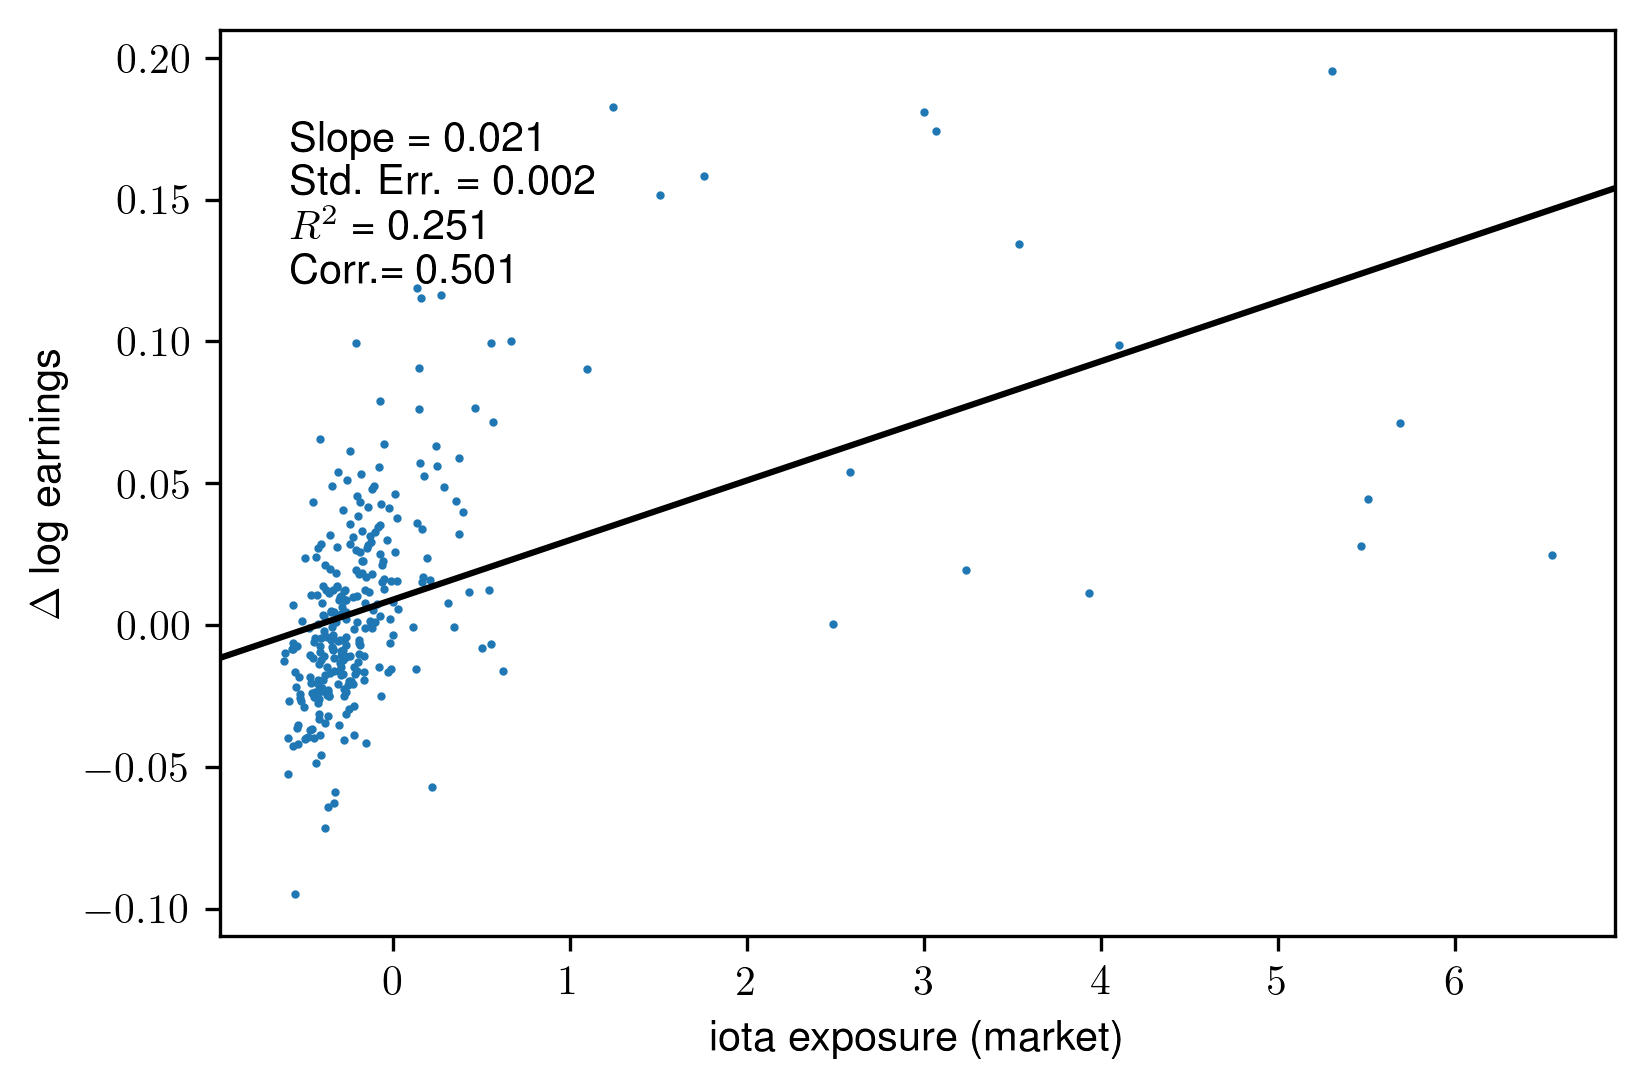 Slope = 0.021
Std. Err. = 0.002
R² = 0.251
Corr.= 0.501
0.20
0.15
0.10
0.05
0.00
−0.05
−0.10
Δ log earnings
0 1 2 3 4 5 6
iota exposure (market)